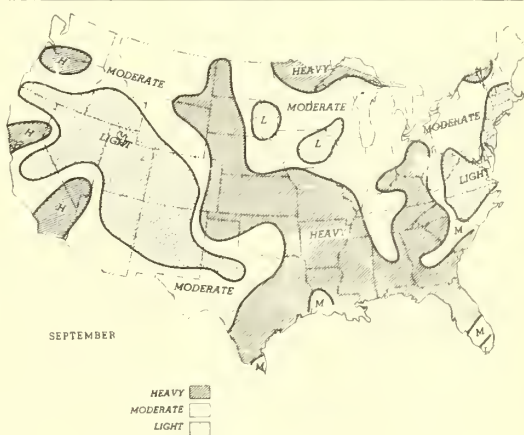 H
HEAVY
H
MODERATE
MODERATE
L
MODERATE
H
LIGHT
L
LIGHT
H
HEAVY
M
MODERATE
M
SEPTEMBER
M
M
L
HEAVY
MODERATE
LIGHT